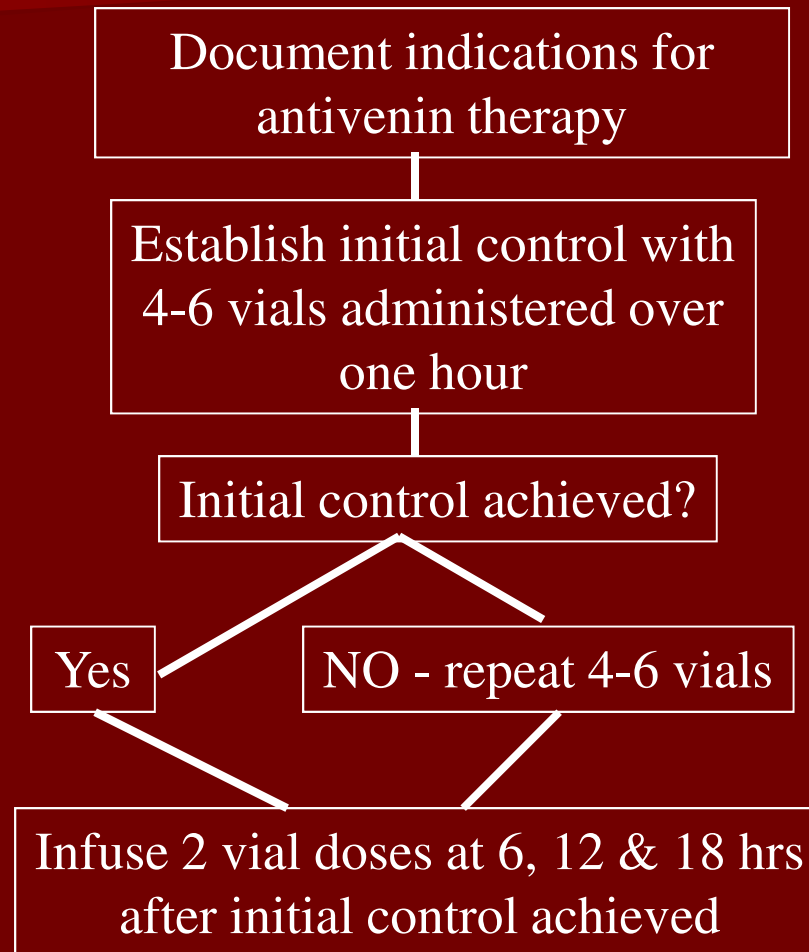 Document indications for
antivenin therapy
Establish initial control with
4-6 vials administered over
one hour
Initial control achieved?
Yes
NO - repeat 4-6 vials
Infuse 2 vial doses at 6, 12 & 18 hrs
after initial control achieved